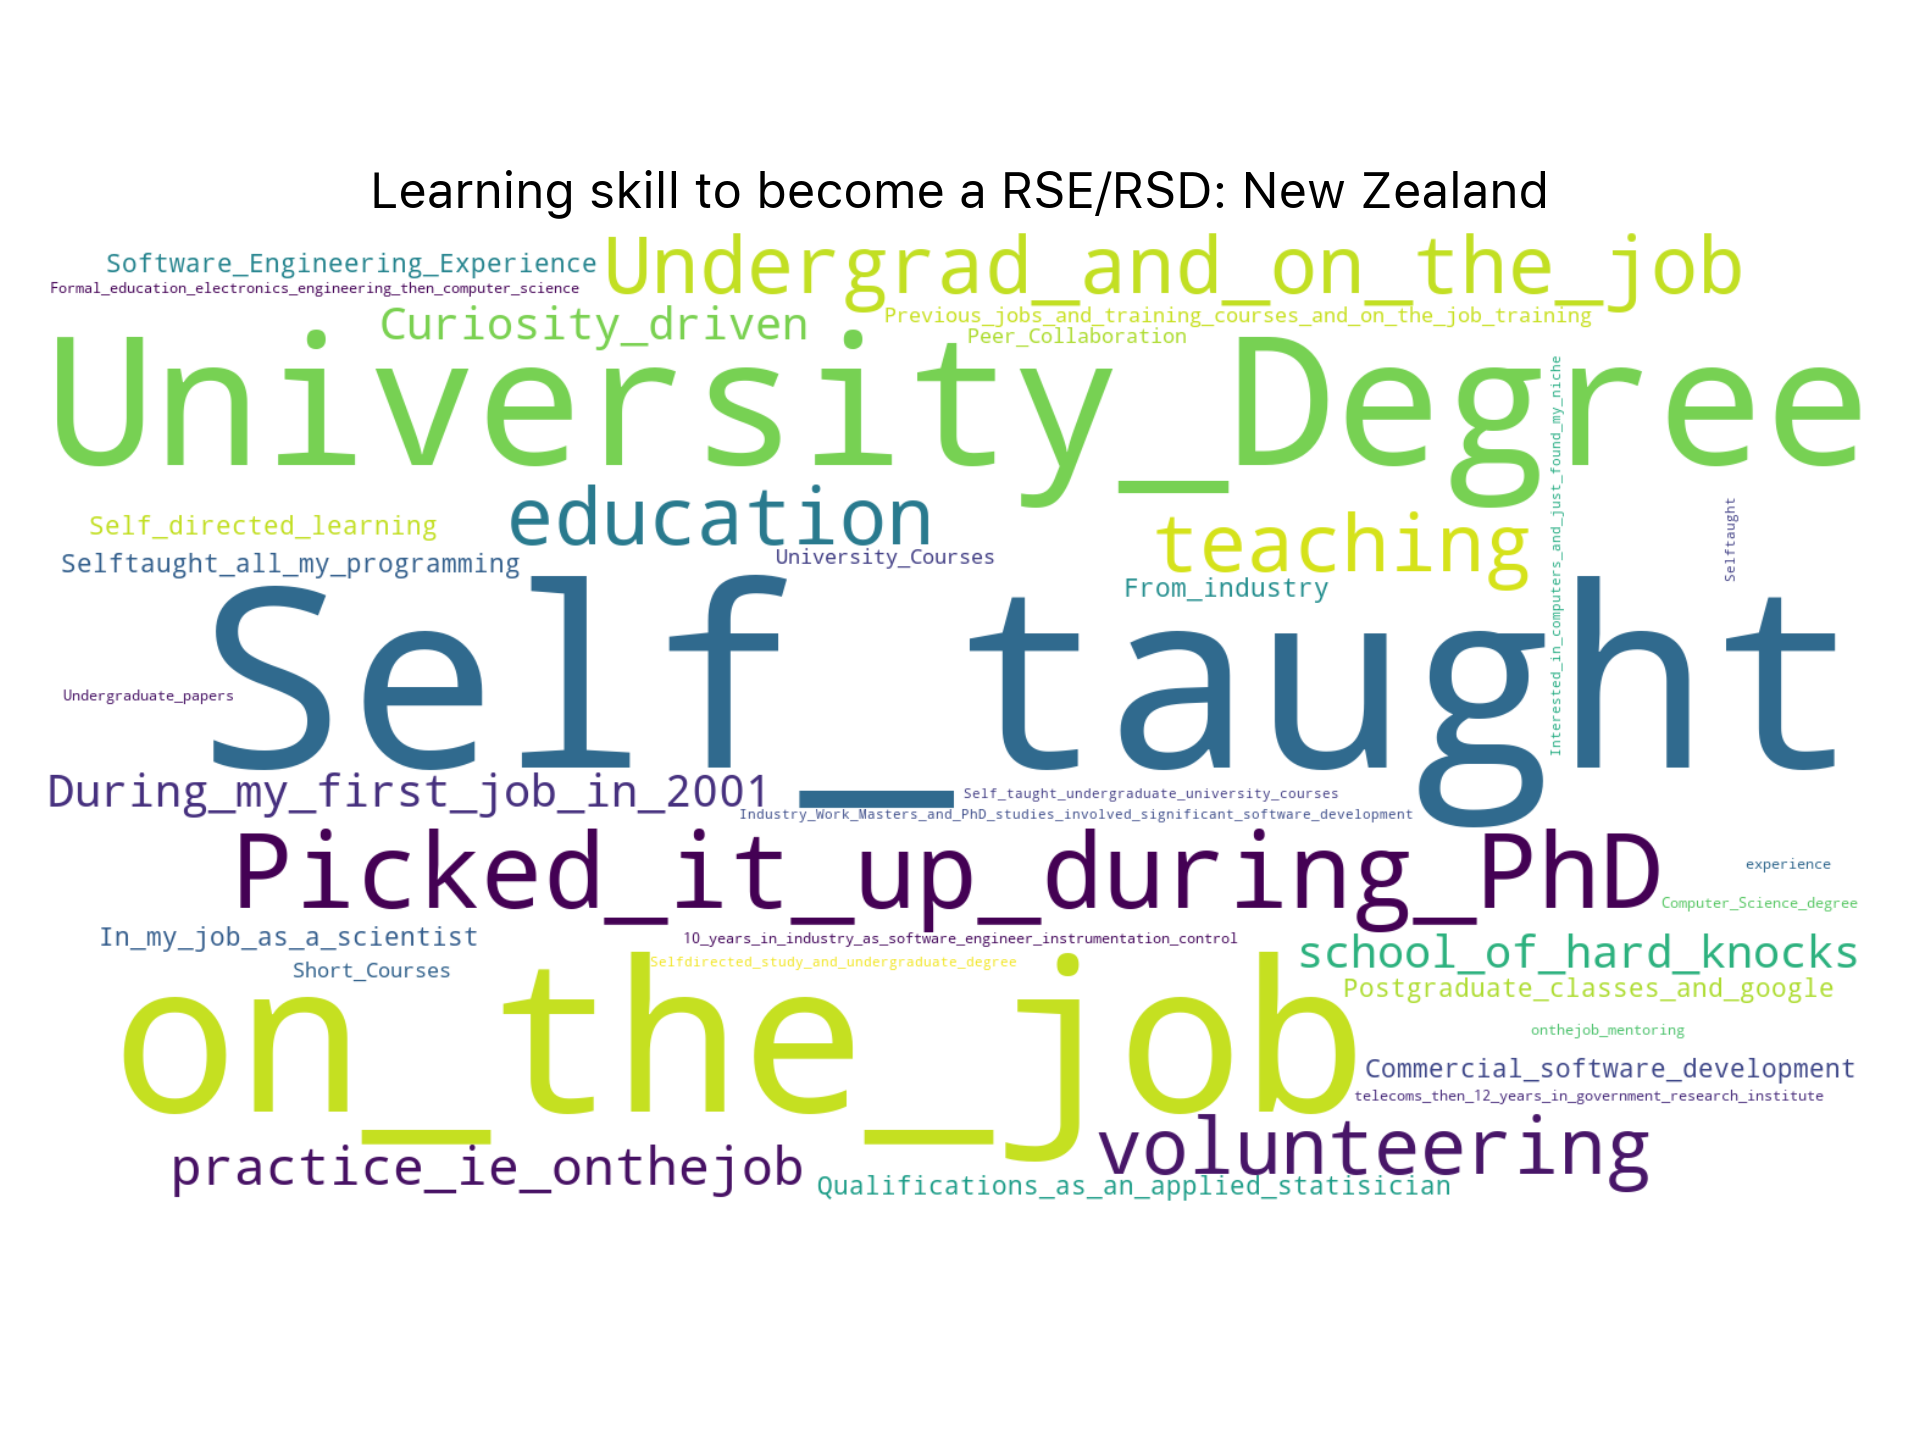 Learning skill to become a RSE/RSD: New Zealand
Undergrad_and_on_the_job
Software_Engineering_Experience
Formal_education_electronics_engineering_then_computer_science
Curiosity_driven
Previous_jobs_and_training_courses_and_on_the_job_training
Peer_Collaboration
University_Degree
Interested_in_computers_and_just_found_my_niche
education
teaching
Self_directed_learning
Selftaught
Selftaught_all_my_programming
University_Courses
From_industry
Self_taught
Undergraduate_papers
During_my_first_job_in_2001
Self_taught_undergraduate_university_courses
Industry_Work_Masters_and_PhD_studies_involved_significant_software_development
Picked_it_up_during_PhD
experience
Computer_Science_degree
In_my_job_as_a_scientist
10_years_in_industry_as_software_engineer_instrumentation_control
school_of_hard_knocks
Short_Courses
Selfdirected_study_and_undergraduate_degree
Postgraduate_classes_and_google
on_the_job
onthejob_mentoring
Commercial_software_development
telecoms_then_12_years_in_government_research_institute
volunteering
practice_ie_onthejob
Qualifications_as_an_applied_statisician